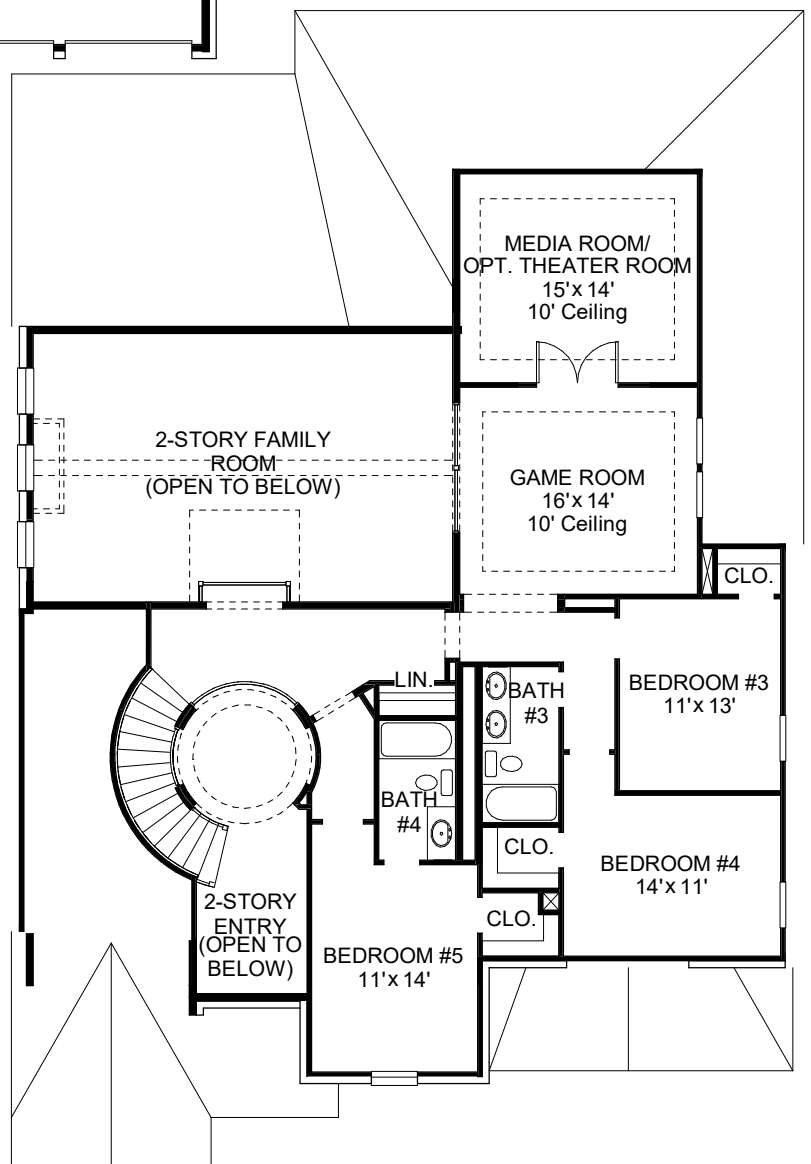 MEDIA ROOM/
OPT. THEATER ROOM
15'x 14'
10' Ceiling
2-STORY FAMILY
ROOM
(OPEN TO BELOW)
GAME ROOM
16'x 14'
10' Ceiling
CLO.
LIN.
BATH
#3
BEDROOM #3
11'x 13'
BATH
#4
CLO.
BEDROOM #4
14'x 11'
2-STORY
ENTRY
(OPEN TO
BELOW)
CLO.
BEDROOM #5
11'x 14'